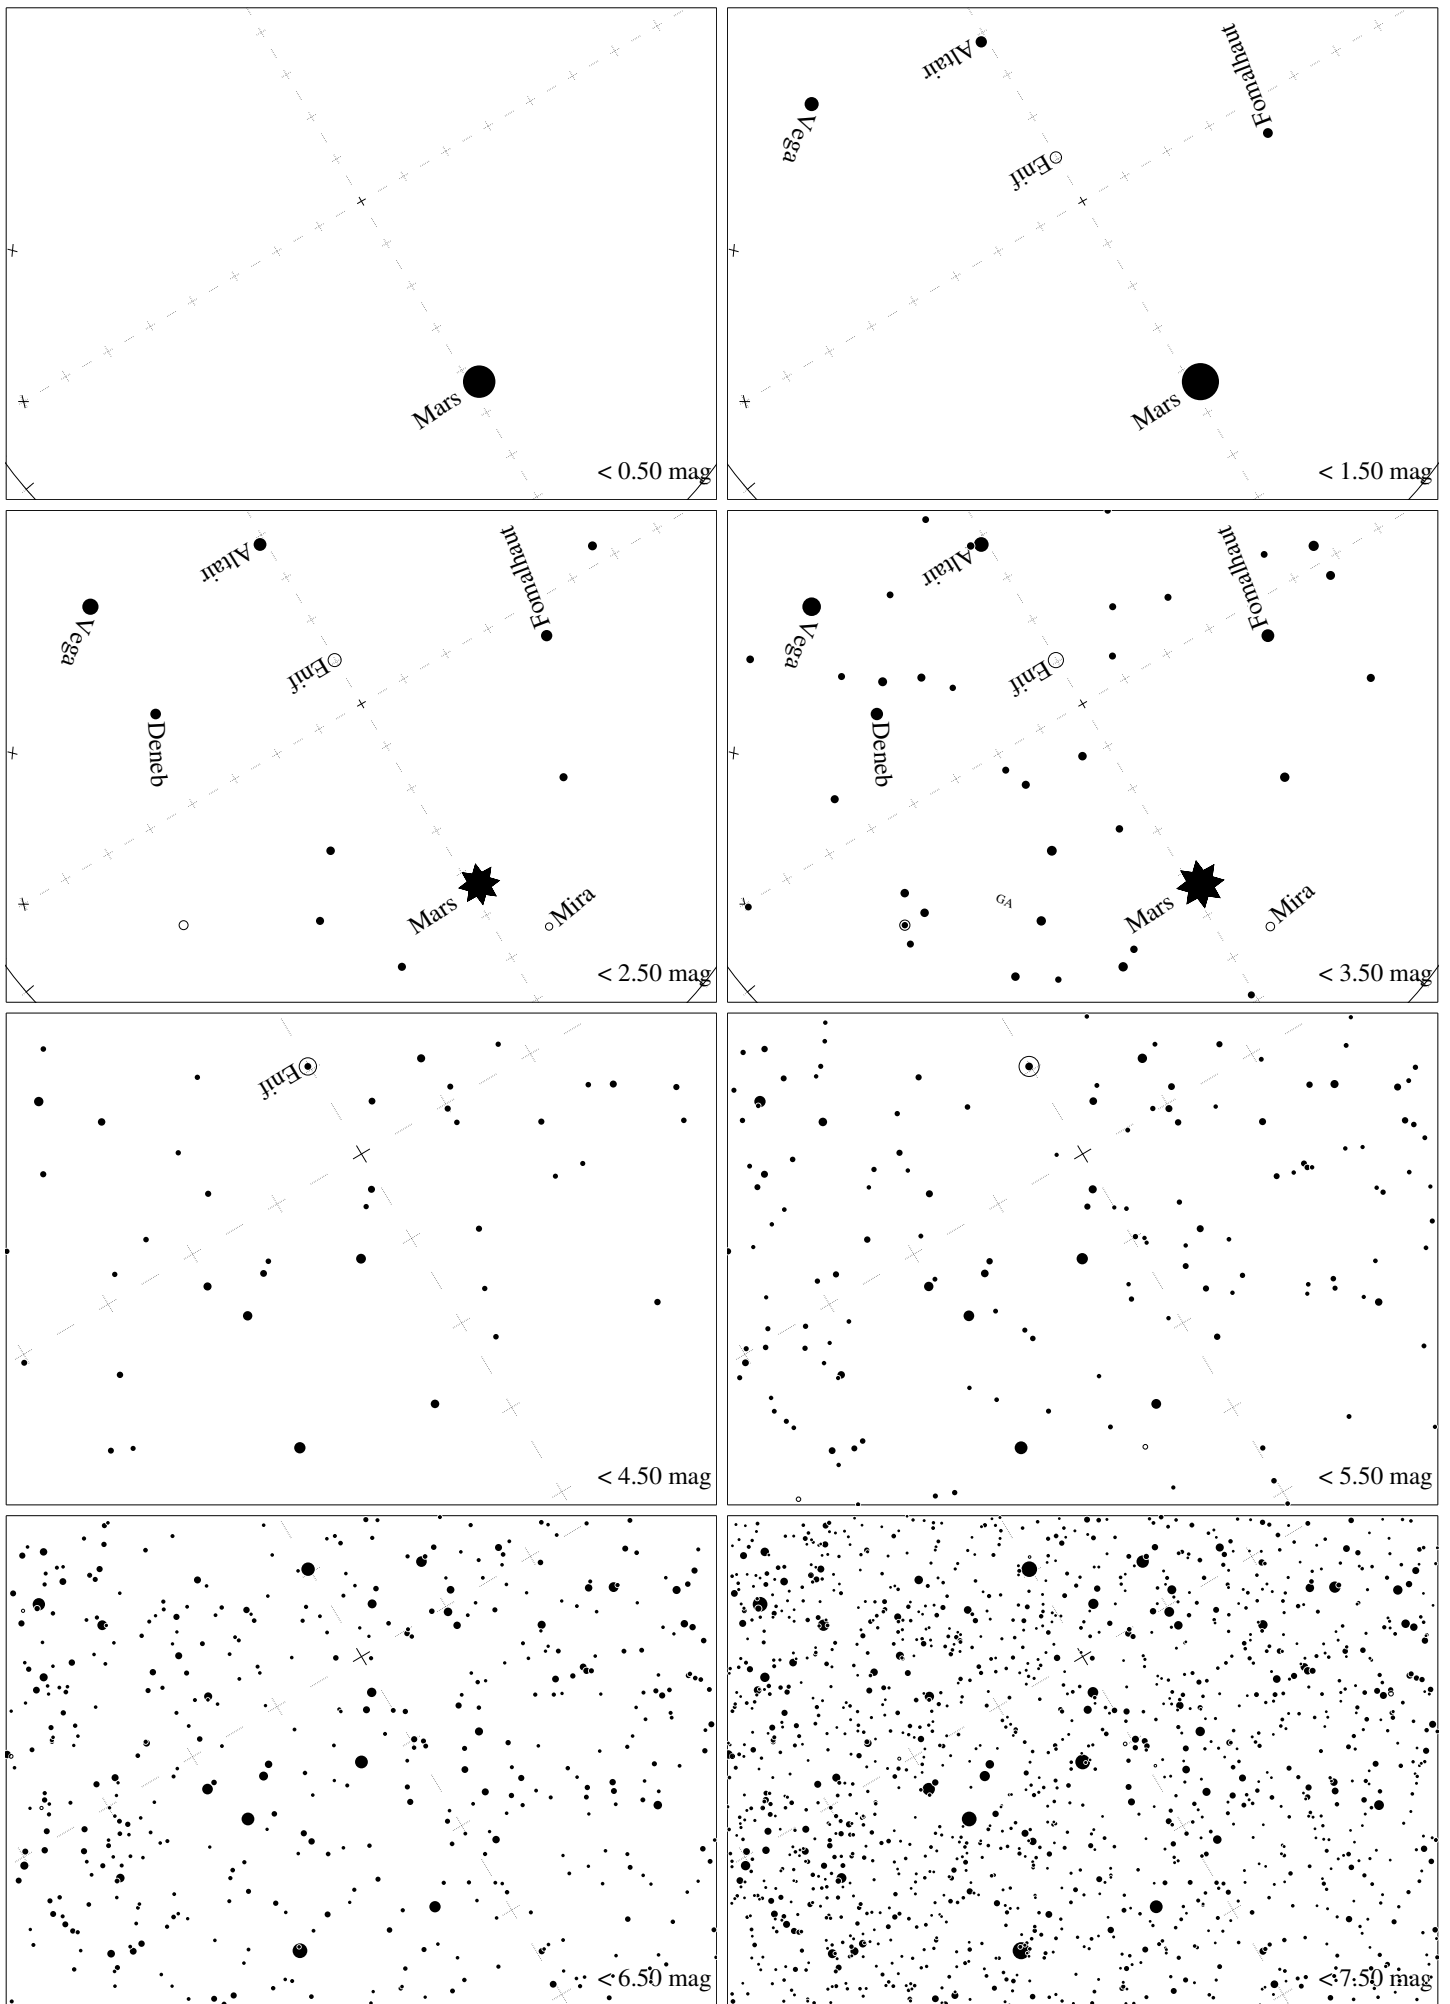 Mars
< 0.50 mag
Altair
Fomalhaut
Vega
Enif
Mars
< 1.50 mag
Altair
Fomalhaut
Vega
Enif
Deneb
Mars
Mira
< 2.50 mag
Altair
Fomalhaut
Vega
Enif
Deneb
GA
Mars
Mira
< 3.50 mag
Enif
< 4.50 mag
< 5.50 mag
< 6.50 mag
< 7.50 mag